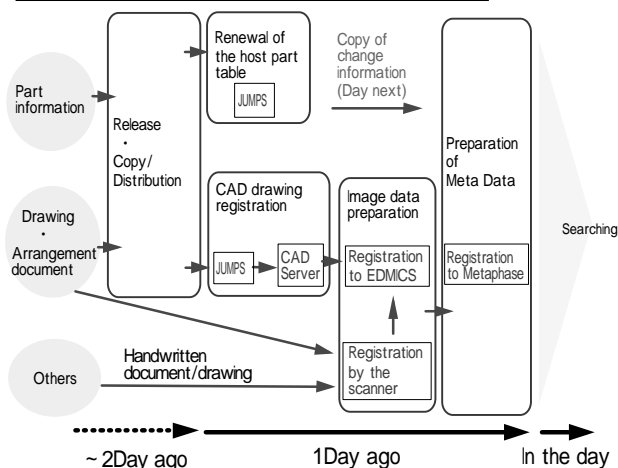 Part
information
Drawing
・
Arrangement
document
Others
Release
・
Copy/
Distribution
Renewal of
the host part
table
JUMPS
Copy of
change
information
(Day next)
CAD drawing
registration
JUMPS
CAD
Server
Image data
preparation
Registration
to EDMICS
Registration
by the
scanner
Handwritten
document/drawing
Preparation
of
Meta Data
Registration
to Metaphase
Searching
~ 2Day ago
1Day ago
In the day